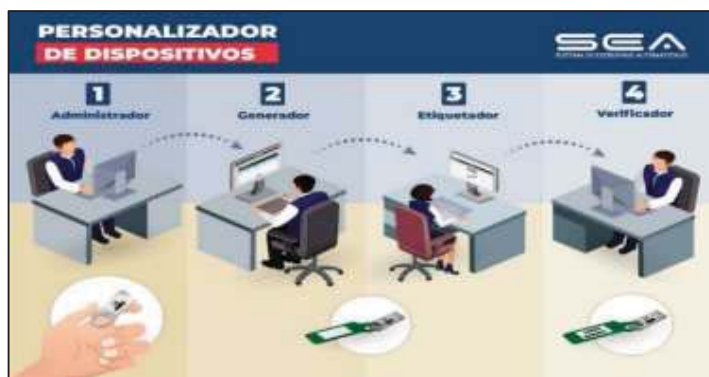 PERSONALIZADOR
DE DISPOSITIVOS
SEA
1
Administrador
2
Generador
3
Etiquetador
4
Verificador